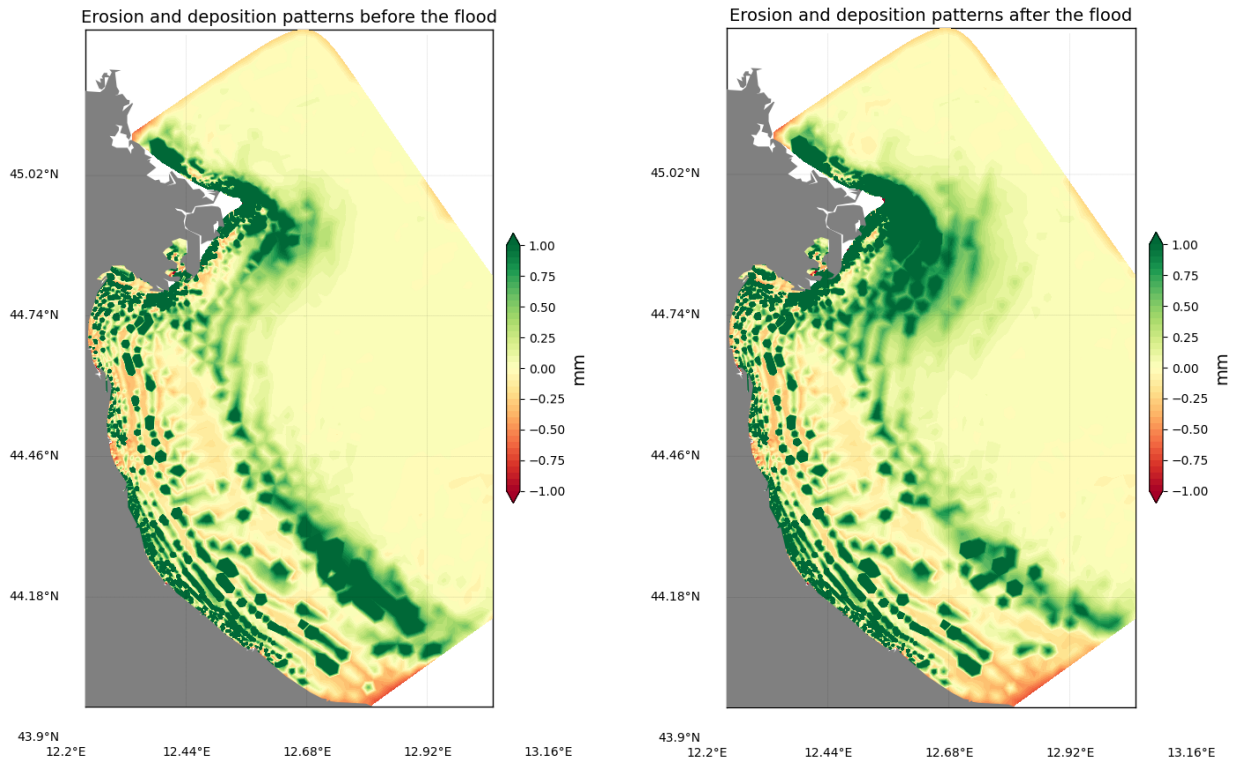 Erosion and deposition patterns before the flood
45.02°N
44.74°N
44.46°N
44.18°N
43.9°N
12.2°E 12.44°E 12.68°E 12.92°E 13.16°E
1.00
0.75
0.50
0.25
0.00
−0.25
−0.50
−0.75
−1.00
mm
Erosion and deposition patterns after the flood
45.02°N
44.74°N
44.46°N
44.18°N
43.9°N
12.2°E 12.44°E 12.68°E 12.92°E 13.16°E
1.00
0.75
0.50
0.25
0.00
−0.25
−0.50
−0.75
−1.00
mm